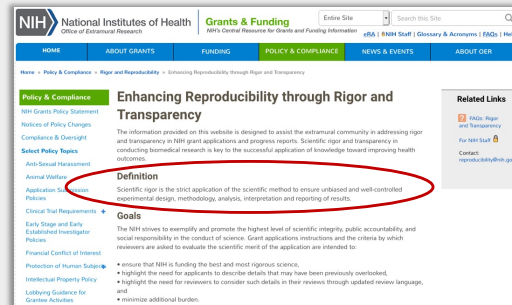 NIH National Institutes of Health
Office of Extramural Research
Grants & Funding
NIH's Central Resource for Grants and Funding Information
Entire Site
Search this Site
eRA | NIH Staff | Glossary & Acronyms | FAQs | Hel
HOME ABOUT GRANTS FUNDING POLICY & COMPLIANCE NEWS & EVENTS ABOUT OER
Home » Policy & Compliance » Rigor and Reproducibility » Enhancing Reproducibility through Rigor and Transparency
Policy & Compliance
NIH Grants Policy Statement
Notices of Policy Changes
Compliance & Oversight
Select Policy Topics
Anti-Sexual Harassment
Animal Welfare
Application Submission
Policies
Clinical Trial Requirements
Early Stage and Early
Established Investigator
Policies
Financial Conflict of Interest
Protection of Human Subjects
Intellectual Property Policy
Lobbying Guidance for
Grantee Activities
Enhancing Reproducibility through Rigor and
Transparency
The information provided on this website is designed to assist the extramural community in addressing rigor
and transparency in NIH grant applications and progress reports. Scientific rigor and transparency in
conducting biomedical research is key to the successful application of knowledge toward improving health
outcomes.
Definition
Scientific rigor is the strict application of the scientific method to ensure unbiased and well-controlled
experimental design, methodology, analysis, interpretation and reporting of results.
Goals
The NIH strives to exemplify and promote the highest level of scientific integrity, public accountability, and
social responsibility in the conduct of science. Grant applications instructions and the criteria by which
reviewers are asked to evaluate the scientific merit of the application are intended to:
• ensure that NIH is funding the best and most rigorous science,
• highlight the need for applicants to describe details that may have been previously overlooked,
• highlight the need for reviewers to consider such details in their reviews through updated review language,
and
• minimize additional burden.
Related Links
FAQs: Rigor
and Transparency
For NIH Staff
Contact:
reproducibility@nih.go